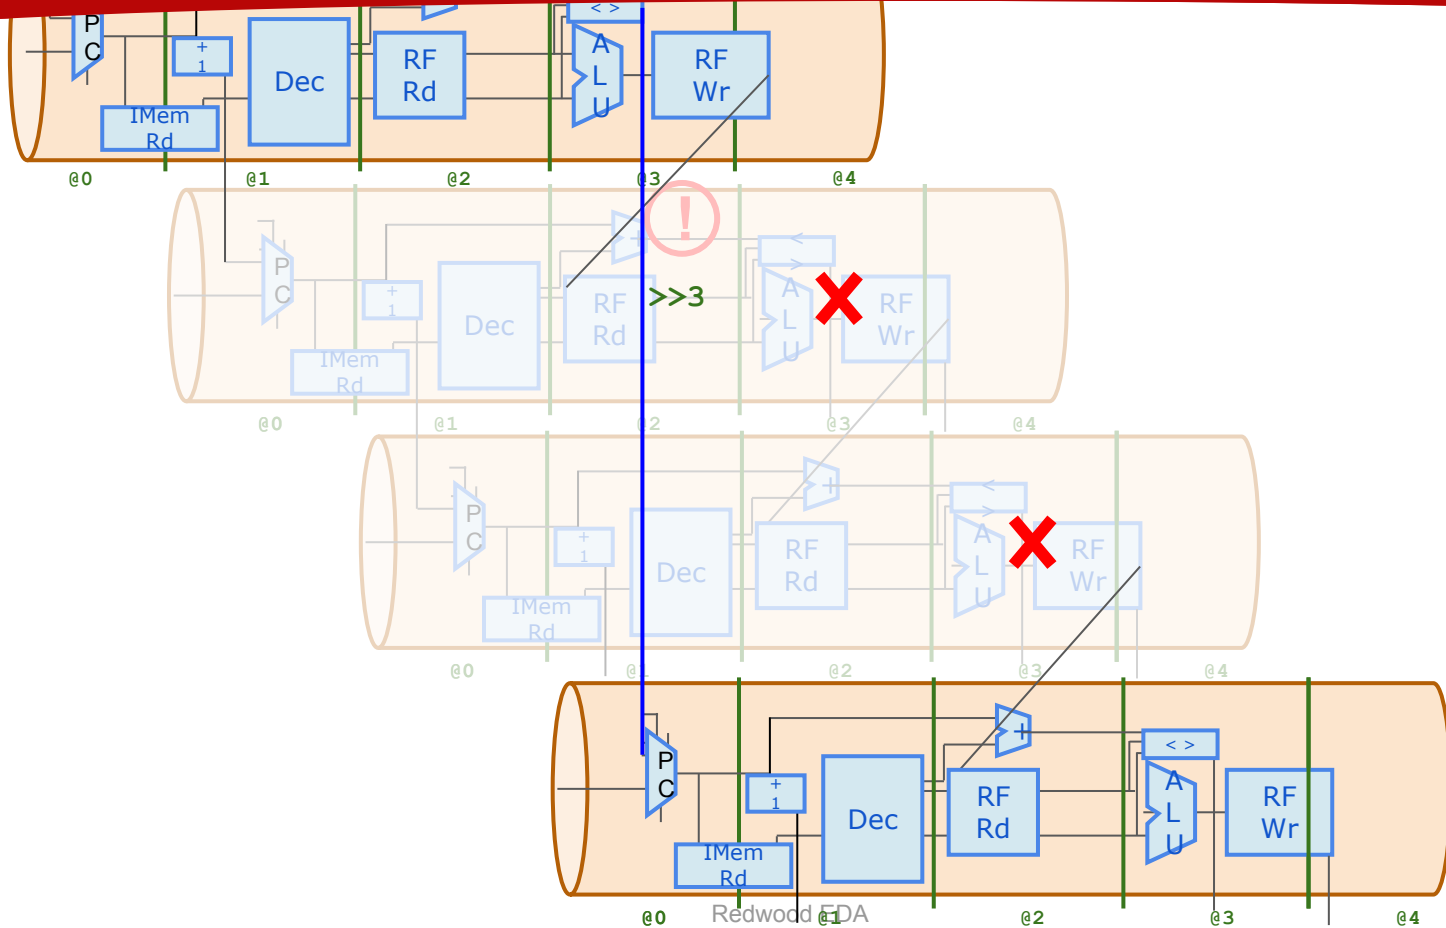 < >
P
C
+
1
IMem
Rd
Dec
RF
Rd
A
L
U
RF
Wr
@0 @1 @2 @3 @4
!
P
C
+
1
IMem
Rd
Dec
+
RF
Rd
>>3
<
>
A
L
U
RF
Wr
@0 @1 @2 @3 @4
P
C
+
1
IMem
Rd
Dec
+
RF
Rd
<
>
A
L
U
RF
Wr
@0 @1 @2 @3 @4
P
C
+
1
IMem
Rd
Dec
+
RF
Rd
< >
A
L
U
RF
Wr
@0 @1 @2 @3 @4
Redwood EDA